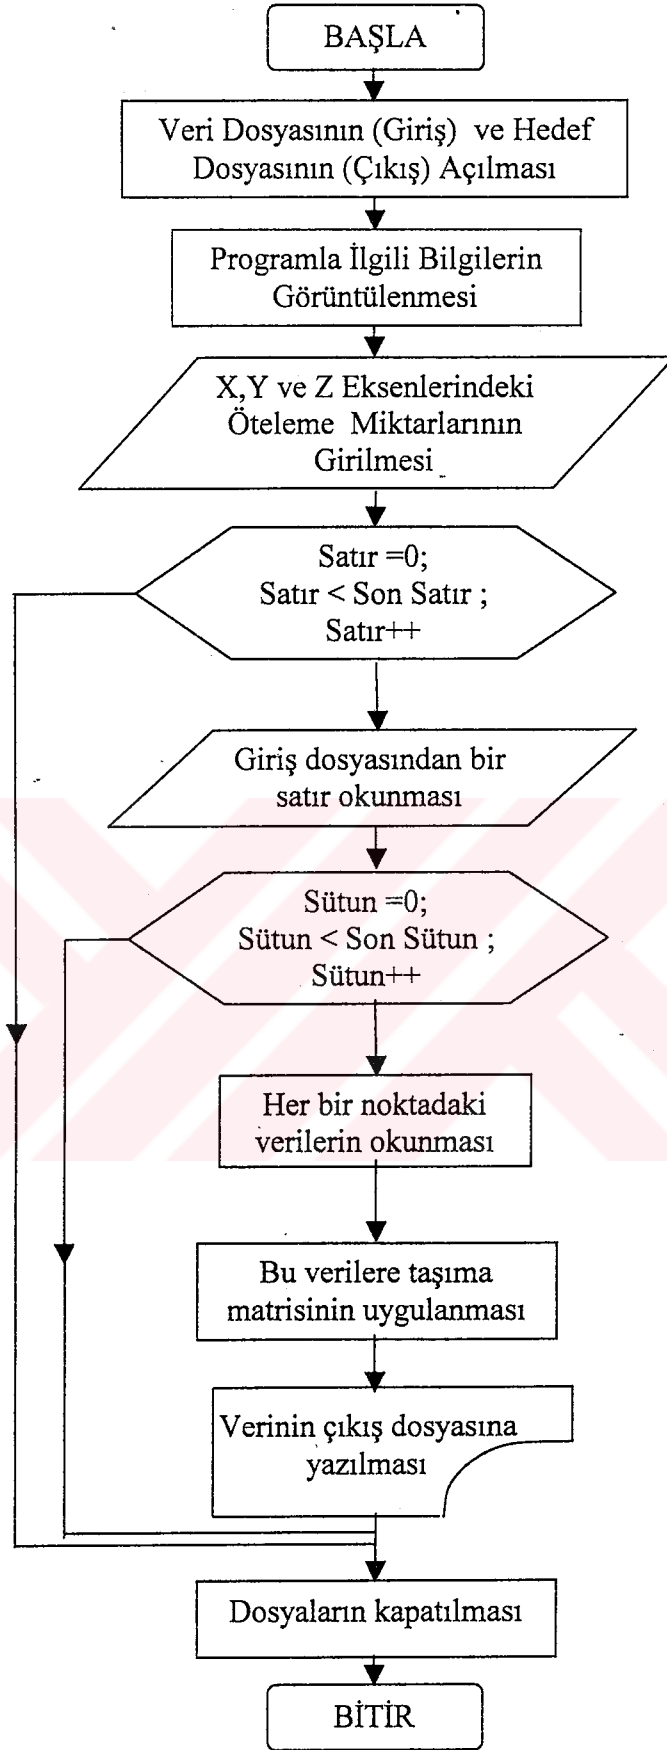 BAŞLA
Veri Dosyasının (Giriş) ve Hedef
Dosyasının (Çıkış) Açılması
Programla İlgili Bilgilerin
Görüntülenmesi
X,Y ve Z Eksenlerindeki
Öteleme Miktarlarının
Girilmesi
Satır =0;
Satır < Son Satır ;
Satır++
Giriş dosyasından bir
satır okunması
Sütun =0;
Sütun < Son Sütun ;
Sütun++
Her bir noktadaki
verilerin okunması
Bu verilere taşıma
matrisinin uygulanması
Verinin çıkış dosyasına
yazılması
Dosyaların kapatılması
BİTİR